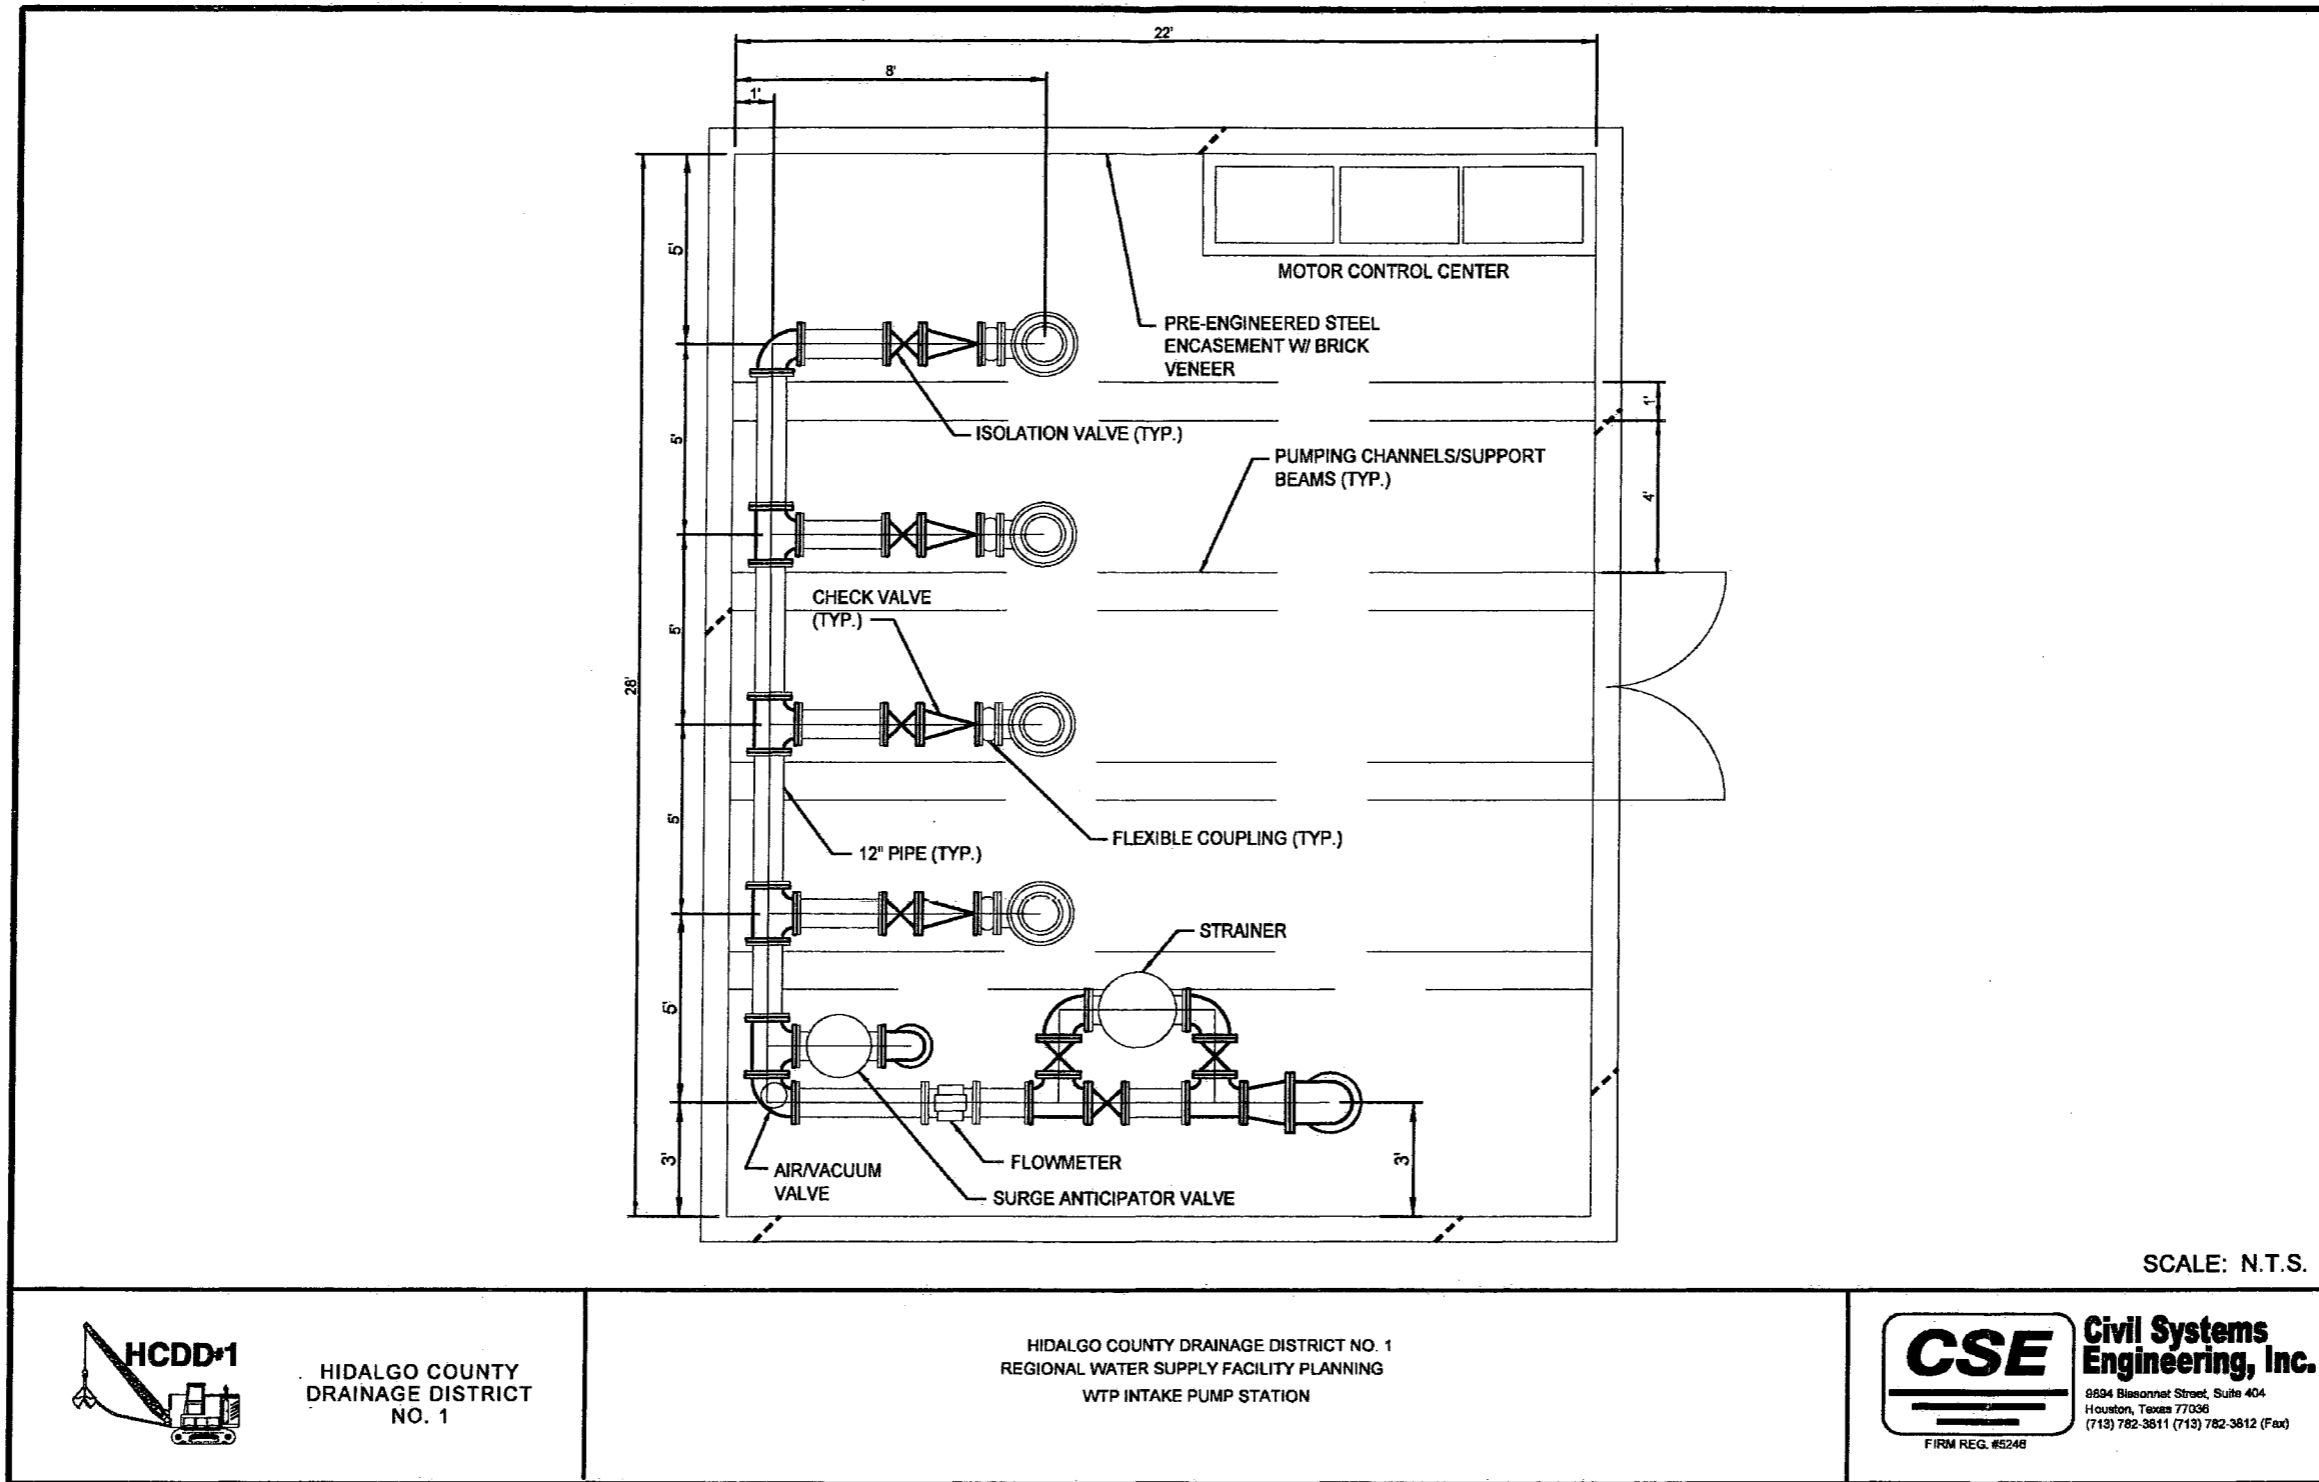 22'
8'
1'
28'
5'
5'
5'
5'
5'
3'
MOTOR CONTROL CENTER
PRE-ENGINEERED STEEL
ENCASEMENT W/ BRICK
VENEER
1'
4'
ISOLATION VALVE (TYP.)
PUMPING CHANNELS/SUPPORT
BEAMS (TYP.)
CHECK VALVE
(TYP.)
FLEXIBLE COUPLING (TYP.)
12" PIPE (TYP.)
STRAINER
3'
AIR/VACUUM
VALVE
FLOWMETER
SURGE ANTICIPATOR VALVE
SCALE: N.T.S.
HCDD#1
HIDALGO COUNTY
DRAINAGE DISTRICT
NO. 1
HIDALGO COUNTY DRAINAGE DISTRICT NO. 1
REGIONAL WATER SUPPLY FACILITY PLANNING
WTP INTAKE PUMP STATION
CSE
FIRM REG. #5246
Civil Systems
Engineering, Inc.
9894 Bissonnet Street, Suite 404
Houston, Texas 77036
(713) 782-3811 (713) 782-3812 (Fax)